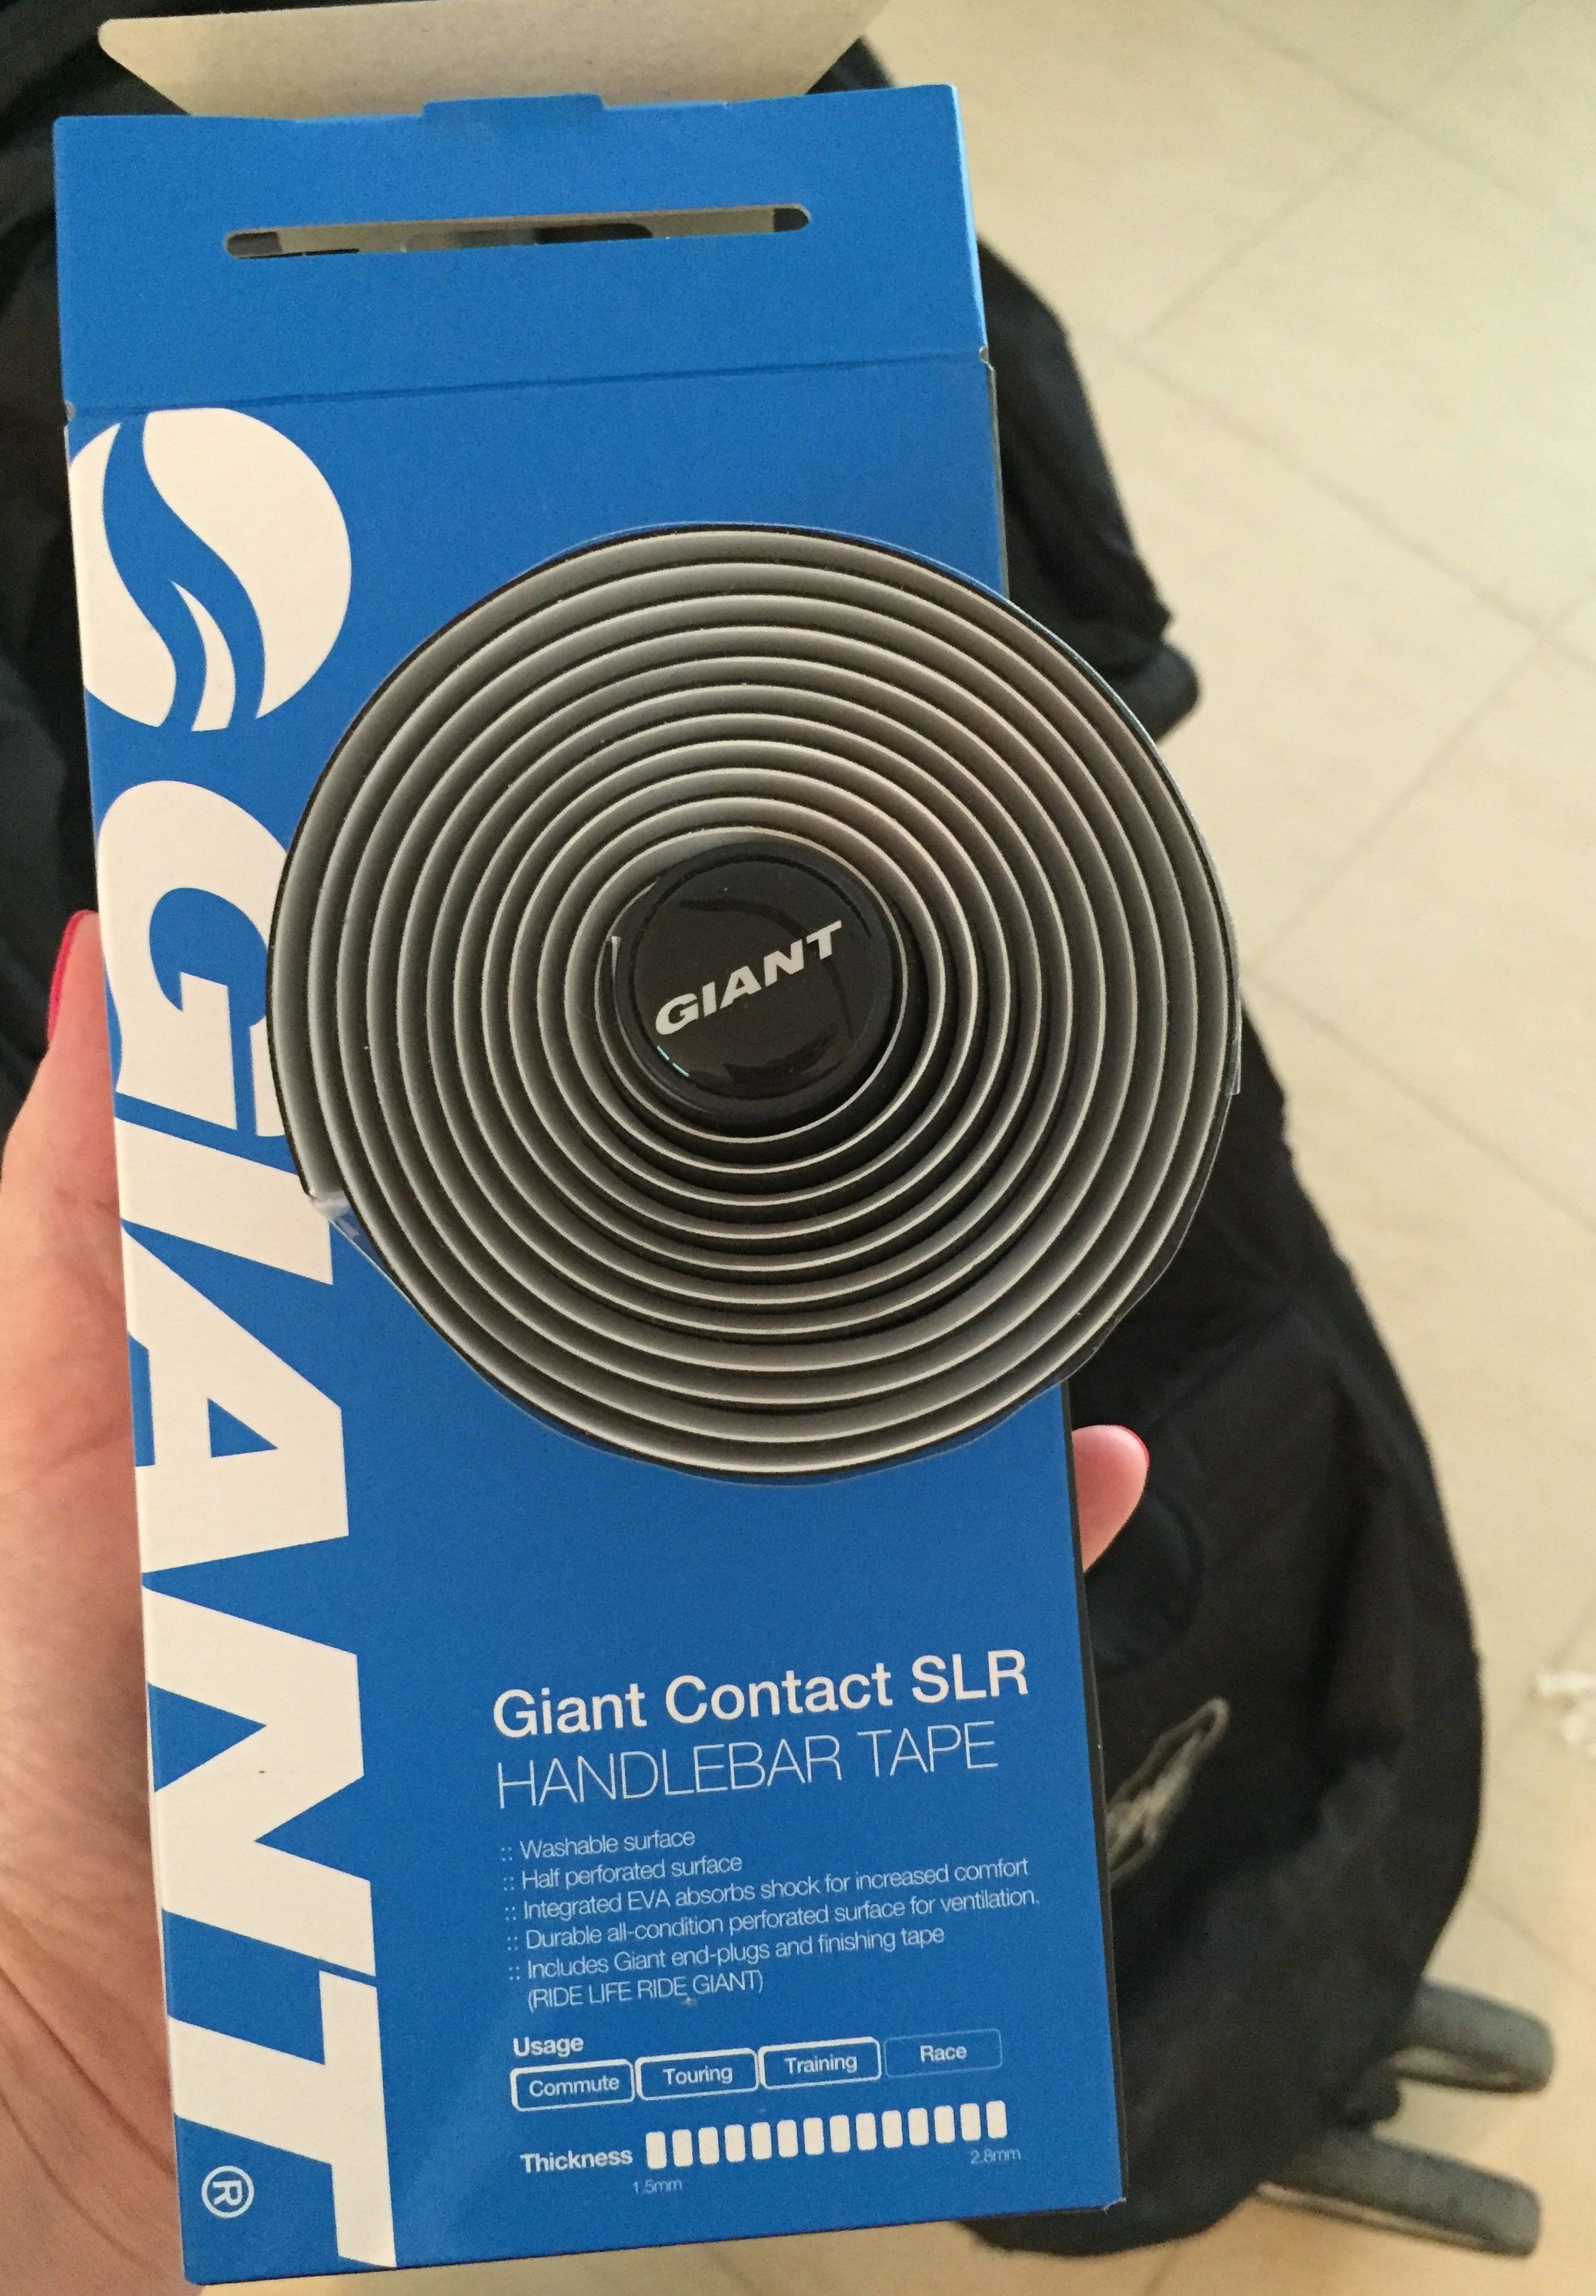 GIANT®
GIANT
Giant Contact SLR
HANDLEBAR TAPE
:: Washable surface
:: Half perforated surface
:: Integrated EVA absorbs shock for increased comfort
:: Durable all-condition perforated surface for ventilation.
:: Includes Giant end-plugs and finishing tape
(RIDE LIFE RIDE GIANT)
Usage
Commute Touring Training Race
Thickness
1.5mm 2.8mm